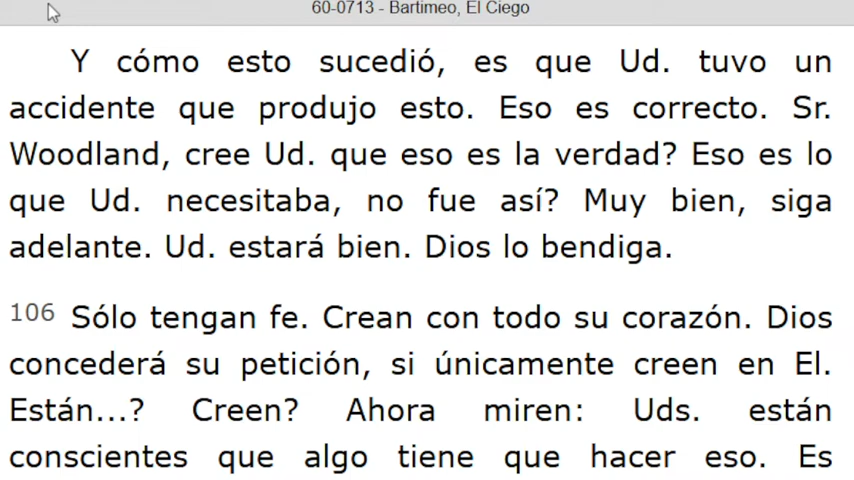 60-0713 - Bartimeo, El Ciego
Y cómo esto sucedió, es que Ud. tuvo un
accidente que produjo esto. Eso es correcto. Sr.
Woodland, cree Ud. que eso es la verdad? Eso es lo
que Ud. necesitaba, no fue así? Muy bien, siga
adelante. Ud. estará bien. Dios lo bendiga.
106 Sólo tengan fe. Crean con todo su corazón. Dios
concederá su petición, si únicamente creen en El.
Están...? Creen? Ahora miren: Uds. están
conscientes que algo tiene que hacer eso. Es